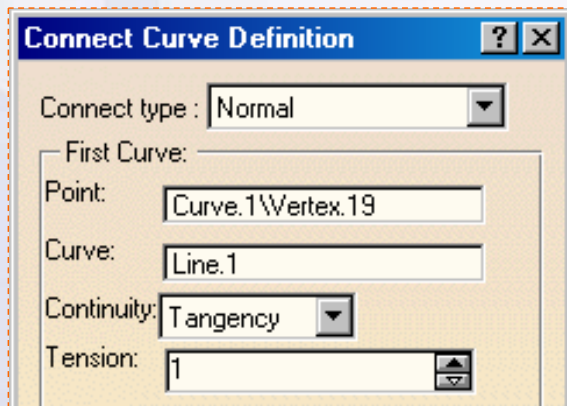 Connect Curve Definition ?
Connect type : Normal
First Curve:
Point: Curve.1\Vertex.19
Curve: Line.1
Continuity: Tangency
Tension: 1